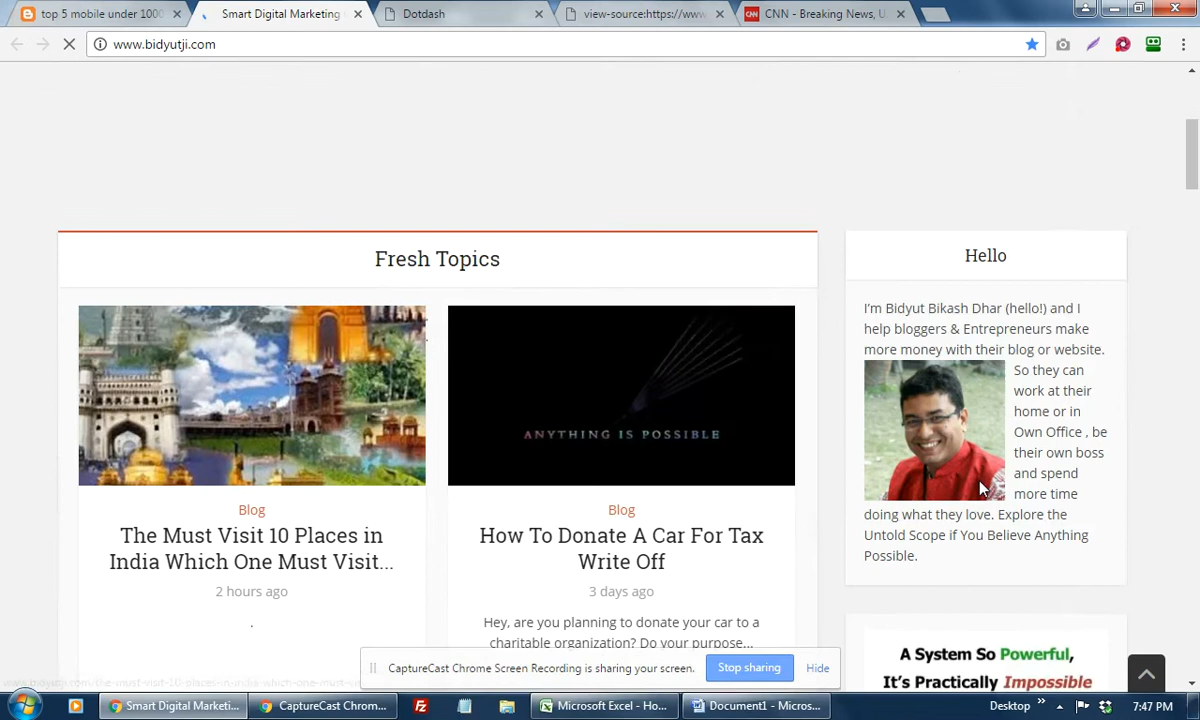 top 5 mobile under 1000
Smart Digital Marketing
Dotdash
view-source:https://www
CNN - Breaking News, U.
www.bidyutji.com
Fresh Topics
Hello
I'm Bidyut Bikash Dhar (hello!) and I
help bloggers & Entrepreneurs make
more money with their blog or website.
So they can
work at their
home or in
Own Office , be
their own boss
and spend
more time
doing what they love. Explore the
Untold Scope if You Believe Anything
Possible.
ANYTHING IS POSSIBLE
Blog
The Must Visit 10 Places in
India Which One Must Visit...
2 hours ago
.
Blog
How To Donate A Car For Tax
Write Off
3 days ago
Hey, are you planning to donate your car to a
charitable organization? Do your purpose...
A System So Powerful,
It's Practically Impossible
CaptureCast Chrome Screen Recording is sharing your screen.
Stop sharing
Hide
Smart Digital Marketi...
CaptureCast Chrom...
Microsoft Excel - Ho...
Document1 - Micros...
Desktop
7:47 PM